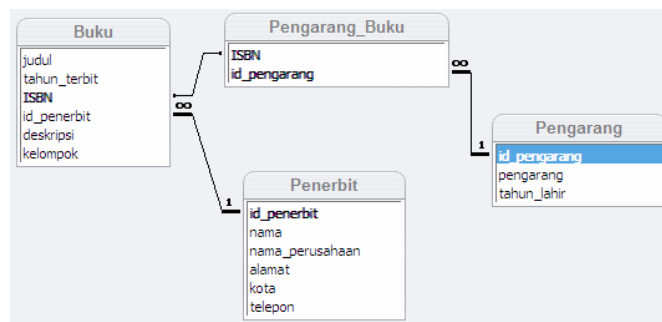 Buku
judul
tahun_terbit
ISBN
id_penerbit
deskripsi
kelompok
Pengarang_Buku
ISBN
id_pengarang
Pengarang
id_pengarang
pengarang
tahun_lahir
Penerbit
id_penerbit
nama
nama_perusahaan
alamat
kota
telepon
∞
1
∞
1